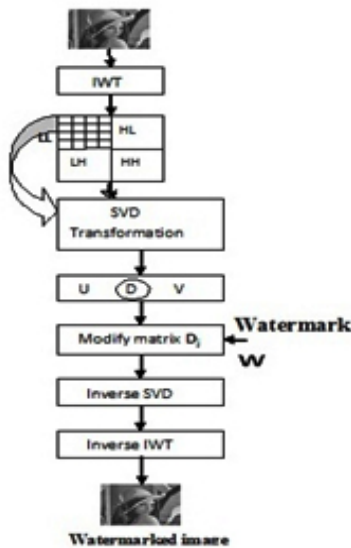 IWT
LL HL
LH HH
SVD
Transformation
U D V
Modify matrix Dj
Watermark
W
Inverse SVD
Inverse IWT
Watermarked image